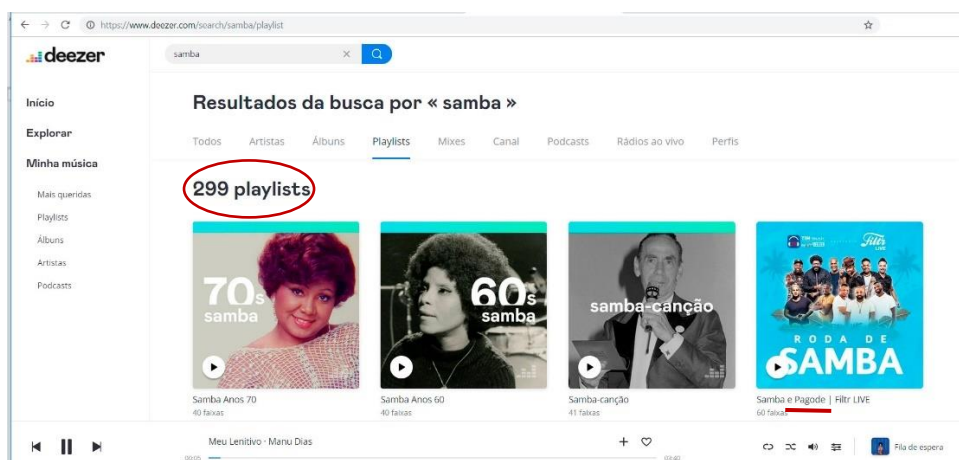 https://www.deezer.com/search/samba/playlist
deezer
samba
Início
Explorar
Minha música
Mais queridas
Playlists
Álbuns
Artistas
Podcasts
Resultados da busca por « samba »
Todos Artistas Álbuns Playlists Mixes Canal Podcasts Rádios ao vivo Perfis
299 playlists
70s
samba
60s
samba
samba-canção
Filtr
LIVE
RODA DE
SAMBA
Samba Anos 70
40 faixas
Samba Anos 60
40 faixas
Samba-canção
41 faixas
Samba e Pagode | Filtr LIVE
60 faixas
Meu Lenitivo · Manu Dias
00:05
03:40
Fila de espera